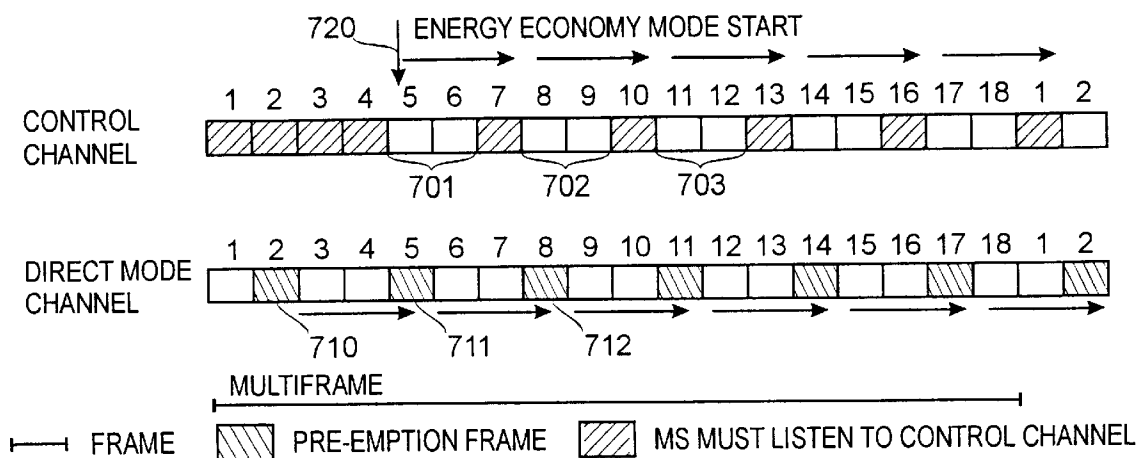 720 ENERGY ECONOMY MODE START
1 2 3 4 5 6 7 8 9 10 11 12 13 14 15 16 17 18 1 2
CONTROL
CHANNEL
701 702 703
1 2 3 4 5 6 7 8 9 10 11 12 13 14 15 16 17 18 1 2
DIRECT MODE
CHANNEL
710 711 712
MULTIFRAME
FRAME PRE-EMPTION FRAME MS MUST LISTEN TO CONTROL CHANNEL